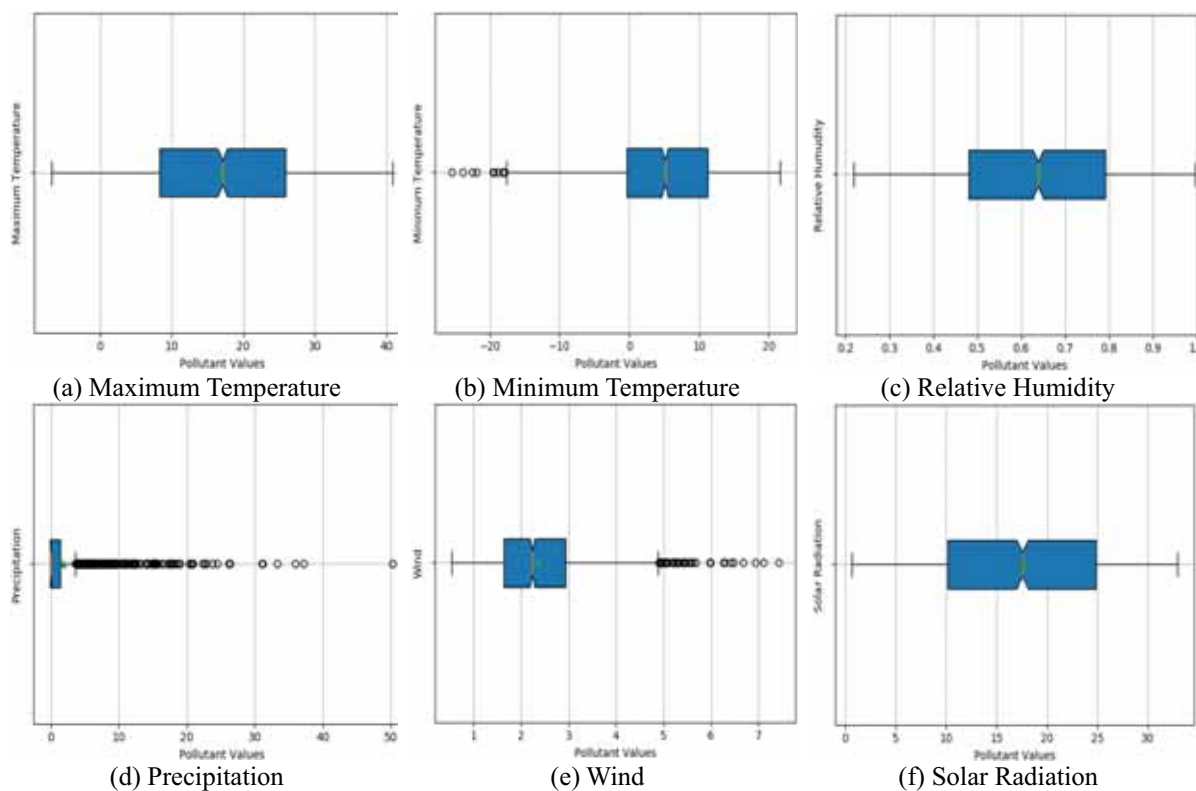 Maximum Temperature
0 10 20 30 40
Pollutant Values
(a) Maximum Temperature
Minimum Temperature
−20 −10 0 10 20
Pollutant Values
(b) Minimum Temperature
Relative Humidity
0.2 0.3 0.4 0.5 0.6 0.7 0.8 0.9 1.0
Pollutant Values
(c) Relative Humidity
Precipitation
0 10 20 30 40 50
Pollutant Values
(d) Precipitation
Wind
1 2 3 4 5 6 7
Pollutant Values
(e) Wind
Solar Radiation
0 5 10 15 20 25 30
Pollutant Values
(f) Solar Radiation